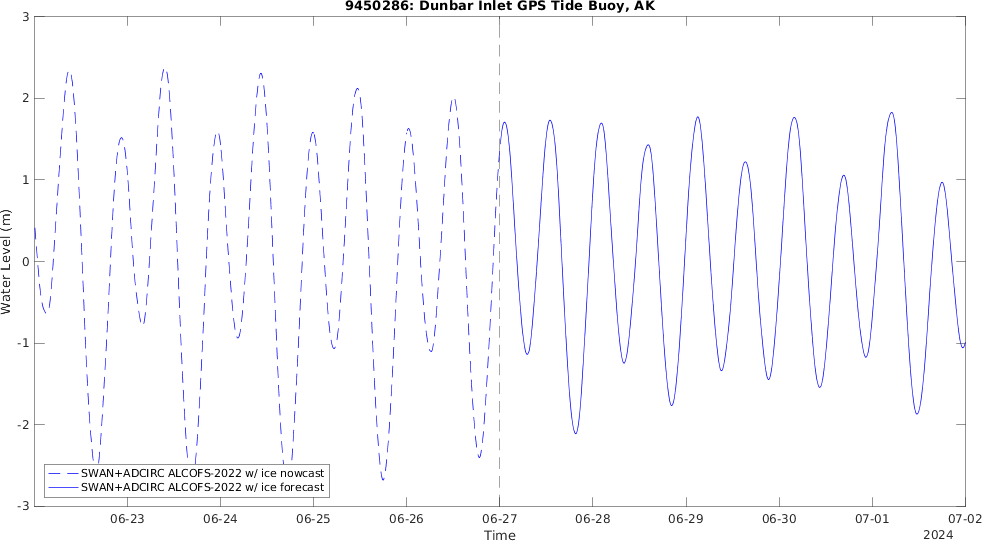 9450286: Dunbar Inlet GPS Tide Buoy, AK
3
2
1
0
-1
-2
-3
Water Level (m)
SWAN+ADCIRC ALCOFS-2022 w/ ice nowcast
SWAN+ADCIRC ALCOFS-2022 w/ ice forecast
06-23 06-24 06-25 06-26 06-27 06-28 06-29 06-30 07-01 07-02
Time
2024